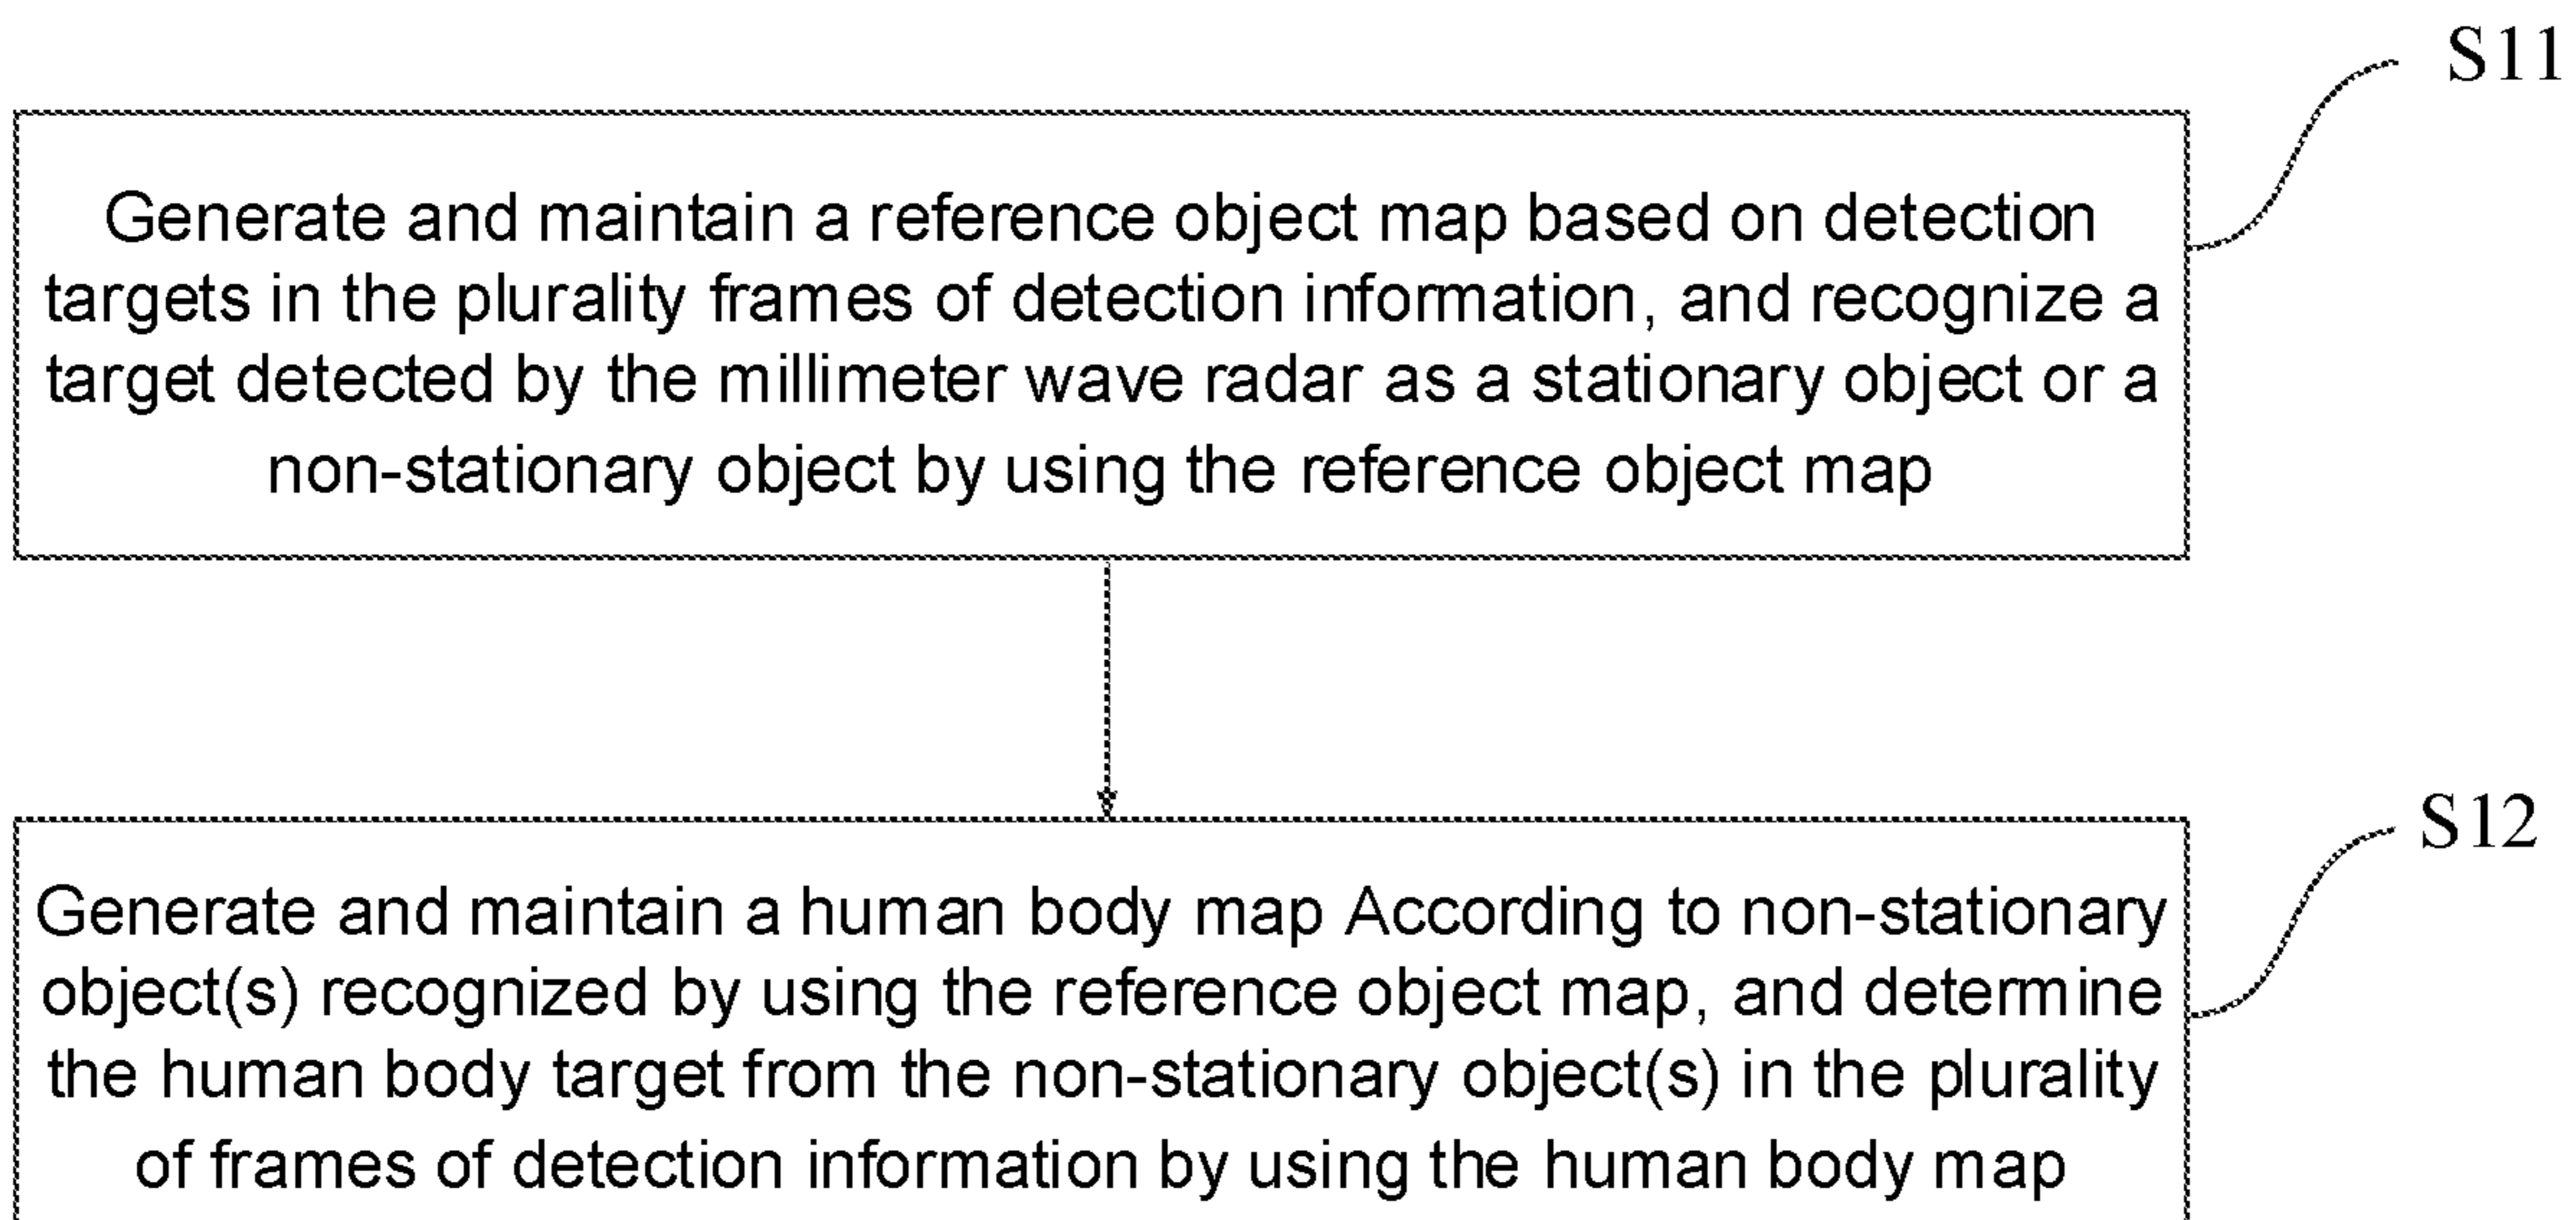 S11
Generate and maintain a reference object map based on detection
targets in the plurality frames of detection information, and recognize a
target detected by the millimeter wave radar as a stationary object or a
non-stationary object by using the reference object map
S12
Generate and maintain a human body map According to non-stationary
object(s) recognized by using the reference object map, and determine
the human body target from the non-stationary object(s) in the plurality
of frames of detection information by using the human body map